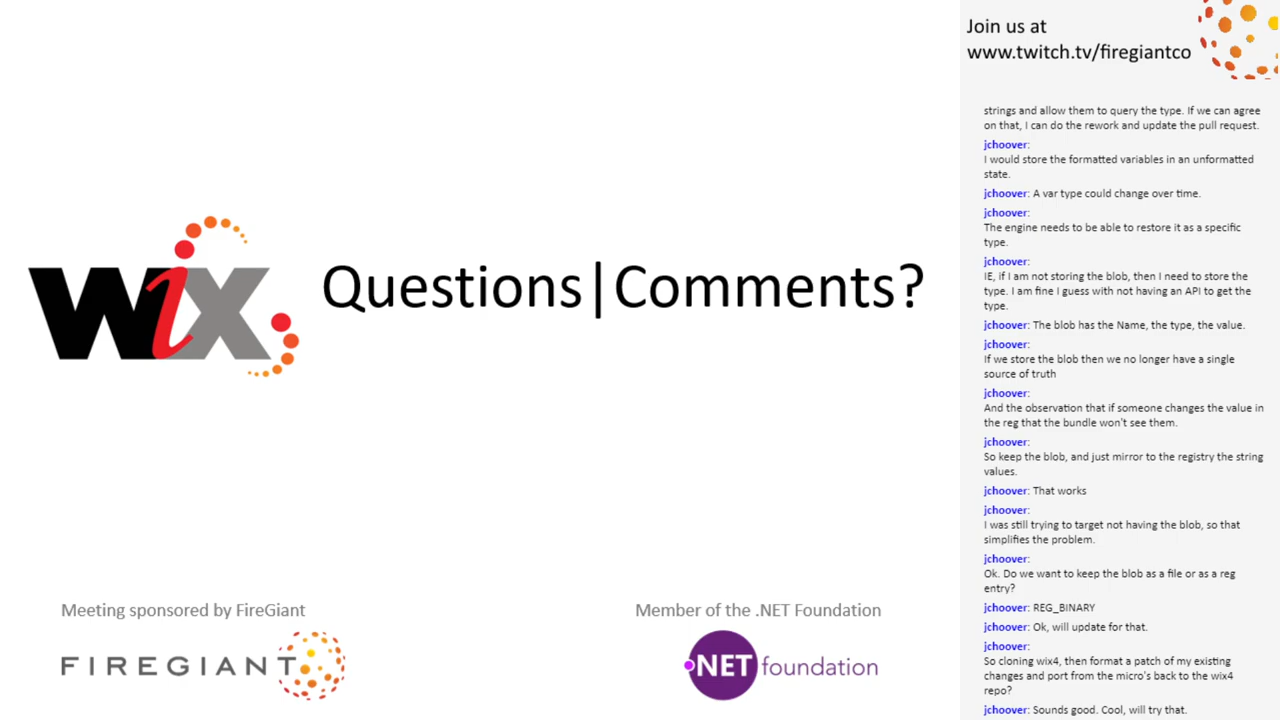 WiX
Questions|Comments?
Meeting sponsored by FireGiant
FIREGIANT
Member of the .NET Foundation
.NET foundation
Join us at
www.twitch.tv/firegiantco
strings and allow them to query the type. If we can agree
on that, I can do the rework and update the pull request.
jchoover:
I would store the formatted variables in an unformatted
state.
jchoover: A var type could change over time.
jchoover:
The engine needs to be able to restore it as a specific
type.
jchoover:
IE, if I am not storing the blob, then I need to store the
type. I am fine I guess with not having an API to get the
type.
jchoover: The blob has the Name, the type, the value.
jchoover:
If we store the blob then we no longer have a single
source of truth
jchoover:
And the observation that if someone changes the value in
the reg that the bundle won't see them.
jchoover:
So keep the blob, and just mirror to the registry the string
values.
jchoover: That works
jchoover:
I was still trying to target not having the blob, so that
simplifies the problem.
jchoover:
Ok. Do we want to keep the blob as a file or as a reg
entry?
jchoover: REG_BINARY
jchoover: Ok, will update for that.
jchoover:
So cloning wix4, then format a patch of my existing
changes and port from the micro's back to the wix4
repo?
jchoover: Sounds good. Cool, will try that.